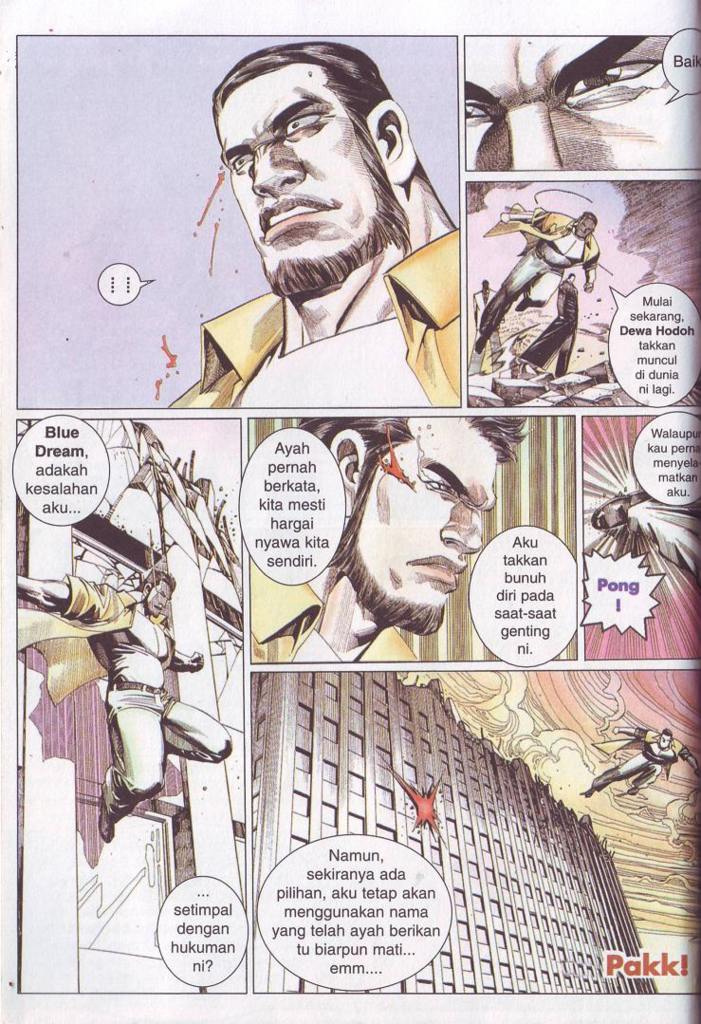 ⋮⋮
Baik
Mulai
sekarang,
Dewa Hodoh
takkan
muncul
di dunia
ni lagi.
Blue
Dream,
adakah
kesalahan
aku...
...
setimpal
dengan
hukuman
ni?
Ayah
pernah
berkata,
kita mesti
hargai
nyawa kita
sendiri.
Aku
takkan
bunuh
diri pada
saat-saat
genting
ni.
kau
matkan
aku.
Pong
!
Namun,
sekiranya ada
pilihan, aku tetap akan
menggunakan nama
yang telah ayah berikan
tu biarpun mati...
emm....
Pakk!